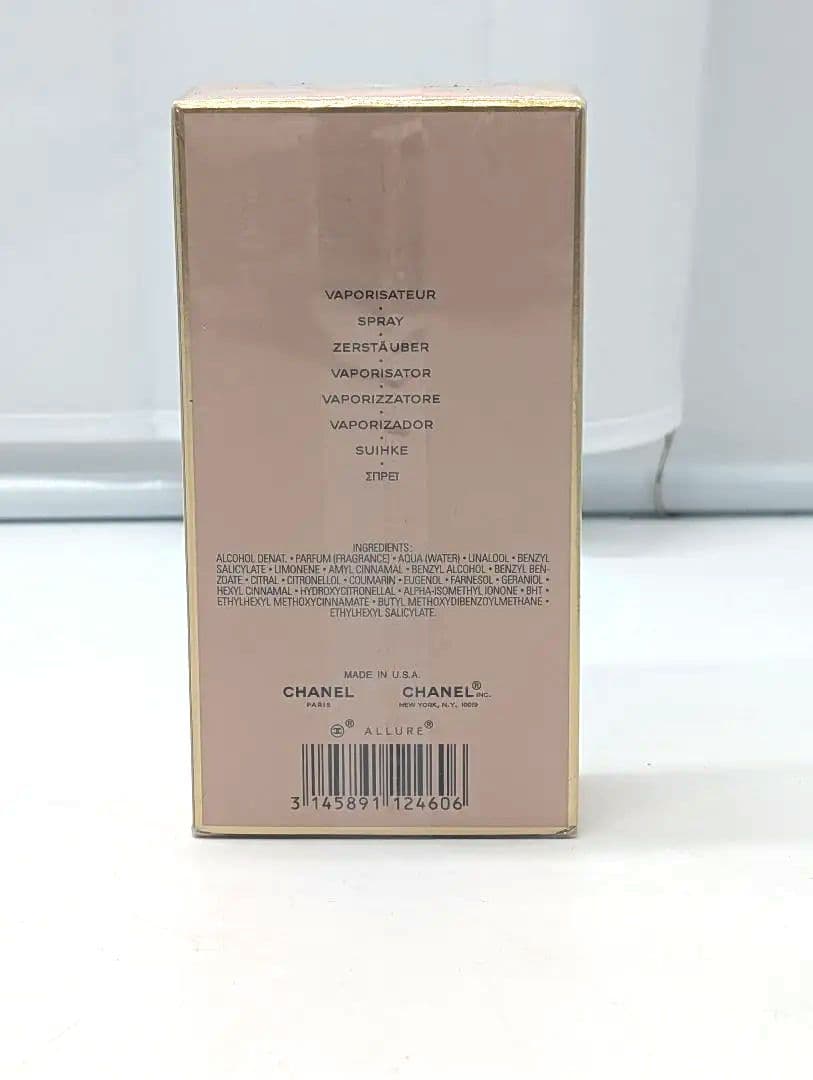 VAPORISATEUR
•
SPRAY
•
ZERSTÄUBER
•
VAPORISATOR
•
VAPORIZZATORE
•
VAPORIZADOR
•
SUIHKE
•
ΣΠΡΕΪ
INGREDIENTS:
ALCOHOL DENAT. • PARFUM (FRAGRANCE) • AQUA (WATER) • LINALOOL • BENZYL
SALICYLATE • LIMONENE • AMYL CINNAMAL • BENZYL ALCOHOL • BENZYL BEN-
ZOATE • CITRAL • CITRONELLOL • COUMARIN • EUGENOL • FARNESOL • GERANIOL •
HEXYL CINNAMAL • HYDROXYCITRONELLAL • ALPHA-ISOMETHYL IONONE • BHT •
ETHYLHEXYL METHOXYCINNAMATE • BUTYL METHOXYDIBENZOYLMETHANE •
ETHYLHEXYL SALICYLATE.
MADE IN U.S.A.
CHANEL CHANEL® INC.
PARIS NEW YORK, N.Y. 10019
® ALLURE®
3 145891 124606